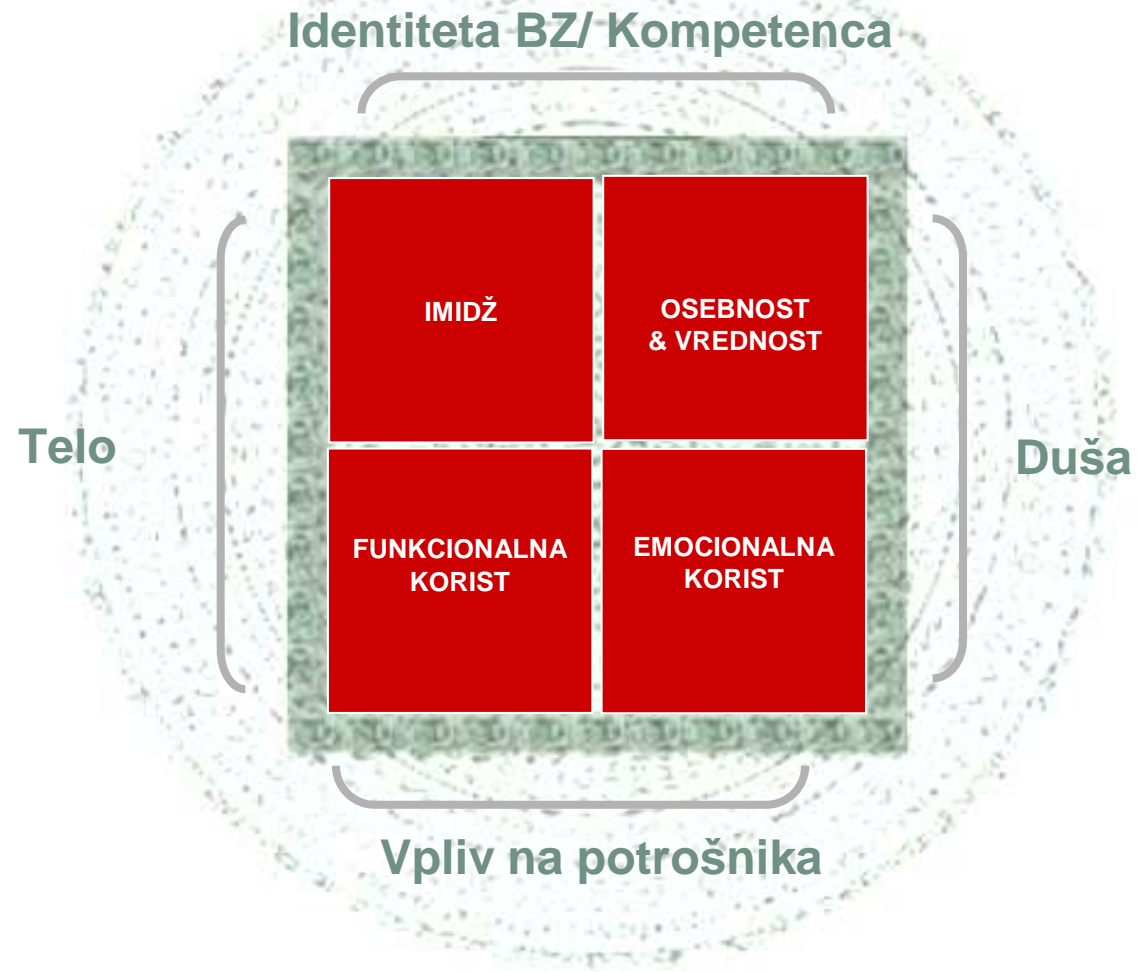 Identiteta BZ/ Kompetenca
IMIDŽ
OSEBNOST
& VREDNOST
Telo
Duša
FUNKCIONALNA
KORIST
EMOCIONALNA
KORIST
Vpliv na potrošnika